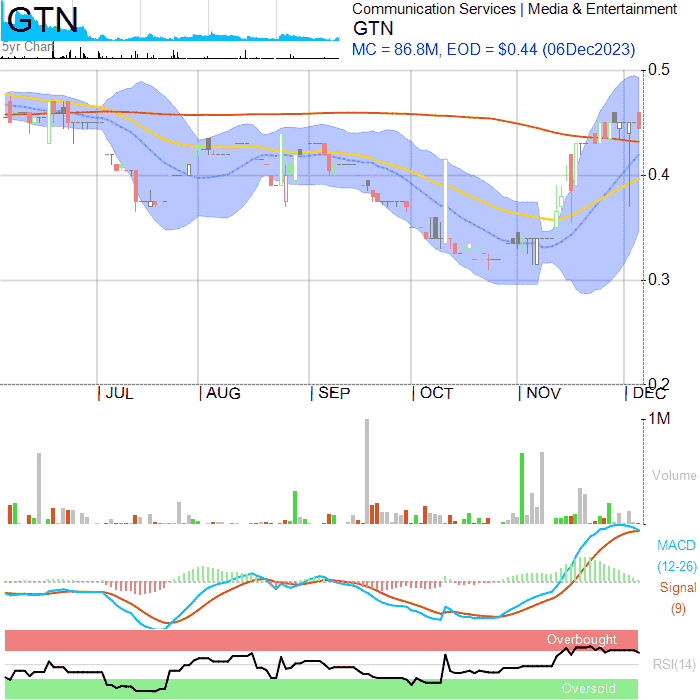 GTN
5yr Chart
Communication Services | Media & Entertainment
GTN
MC = 86.8M, EOD = $0.44 (06Dec2023)
0.5
0.4
0.3
0.2
JUL AUG SEP OCT NOV DEC
1M
Volume
MACD
(12-26)
Signal
(9)
Overbought
RSI(14)
Oversold